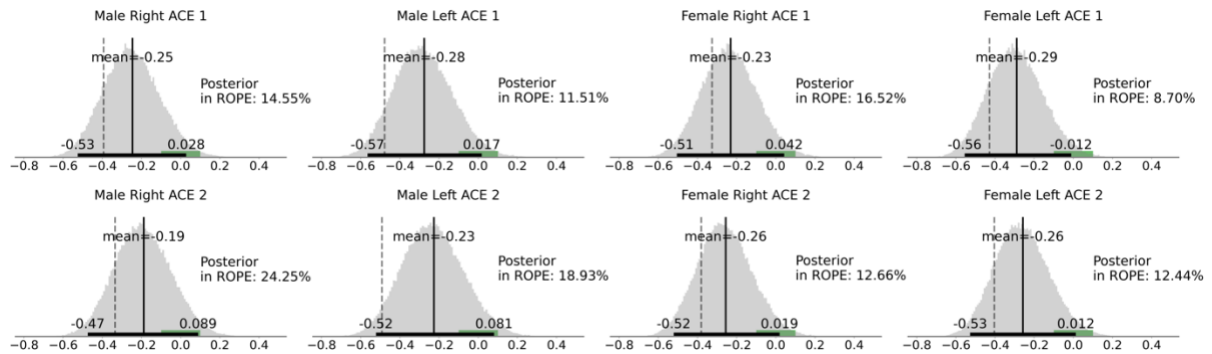 Male Right ACE 1
mean=-0.25
Posterior
in ROPE: 14.55%
-0.53 0.028
−0.8 −0.6 −0.4 −0.2 0.0 0.2 0.4
Male Left ACE 1
mean=-0.28
Posterior
in ROPE: 11.51%
-0.57 0.017
−0.8 −0.6 −0.4 −0.2 0.0 0.2 0.4
Female Right ACE 1
mean=-0.23
Posterior
in ROPE: 16.52%
-0.51 0.042
−0.8 −0.6 −0.4 −0.2 0.0 0.2 0.4
Female Left ACE 1
mean=-0.29
Posterior
in ROPE: 8.70%
-0.56 -0.012
−0.8 −0.6 −0.4 −0.2 0.0 0.2 0.4
Male Right ACE 2
mean=-0.19
Posterior
in ROPE: 24.25%
-0.47 0.089
−0.8 −0.6 −0.4 −0.2 0.0 0.2 0.4
Male Left ACE 2
mean=-0.23
Posterior
in ROPE: 18.93%
-0.52 0.081
−0.8 −0.6 −0.4 −0.2 0.0 0.2 0.4
Female Right ACE 2
mean=-0.26
Posterior
in ROPE: 12.66%
-0.52 0.019
−0.8 −0.6 −0.4 −0.2 0.0 0.2 0.4
Female Left ACE 2
mean=-0.26
Posterior
in ROPE: 12.44%
-0.53 0.012
−0.8 −0.6 −0.4 −0.2 0.0 0.2 0.4